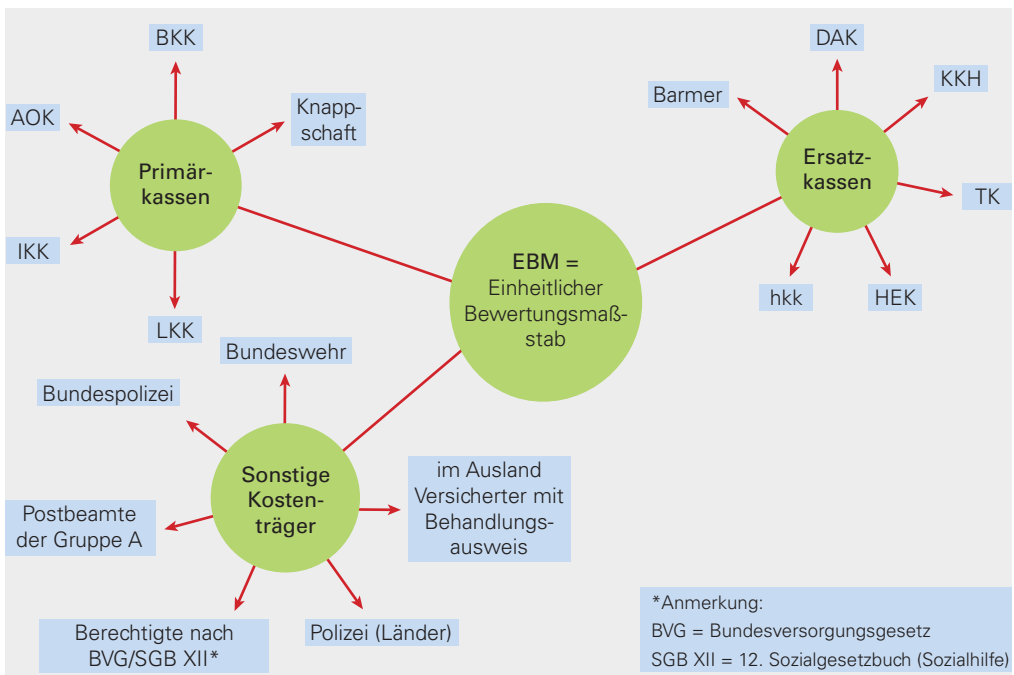 BKK
AOK
Knapp-
schaft
Primär-
kassen
IKK
LKK
DAK
Barmer
KKH
Ersatz-
kassen
TK
hkk
HEK
EBM =
Einheitlicher
Bewertungsmaß-
stab
Bundeswehr
Bundespolizei
Sonstige
Kosten-
träger
Postbeamte
der Gruppe A
im Ausland
Versicherter mit
Behandlungs-
ausweis
Berechtigte nach
BVG/SGB XII*
Polizei (Länder)
*Anmerkung:
BVG = Bundesversorgungsgesetz
SGB XII = 12. Sozialgesetzbuch (Sozialhilfe)